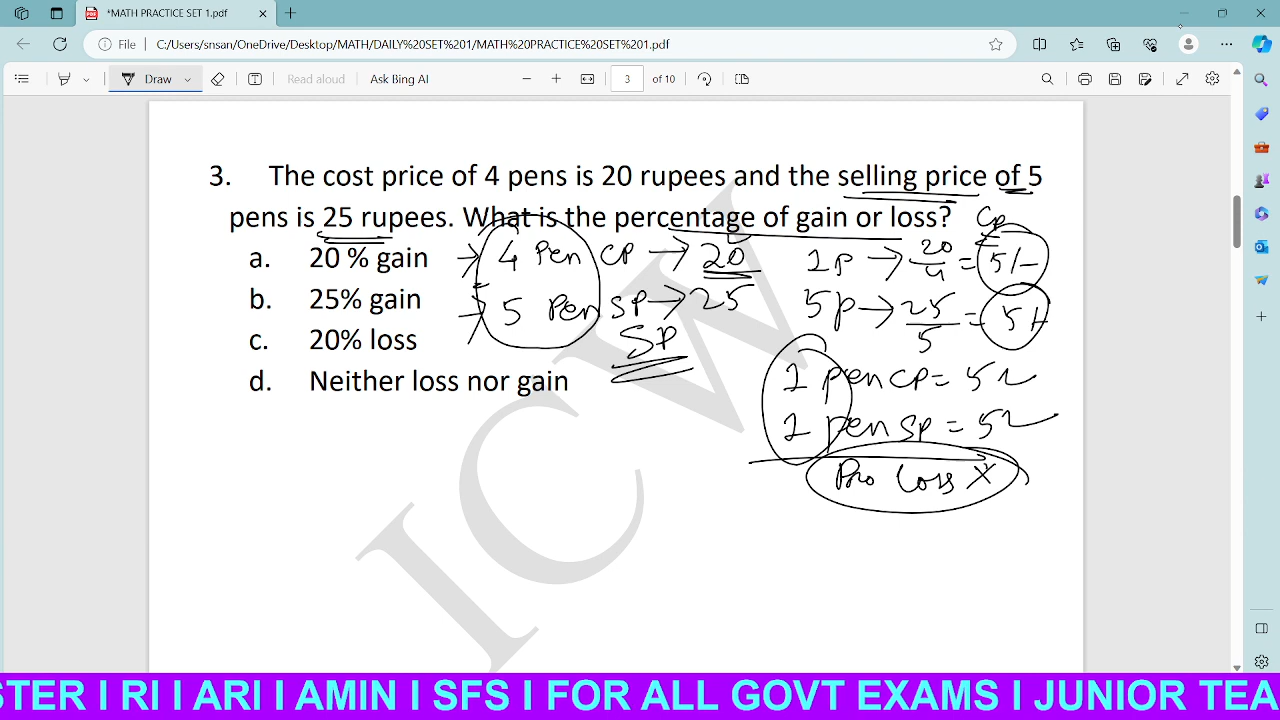 *MATH PRACTICE SET 1.pdf
File C:/Users/snsan/OneDrive/Desktop/MATH/DAILY%20SET%201/MATH%20PRACTICE%20SET%201.pdf
Draw Read aloud Ask Bing AI 3 of 10
3. The cost price of 4 pens is 20 rupees and the selling price of 5
pens is 25 rupees. What is the percentage of gain or loss?
a. 20 % gain
b. 25% gain
c. 20% loss
d. Neither loss nor gain
CP
4 Pen CP → 20
1P → 20/4 = 5/-
5 Pen SP → 25
5P → 25/5 = 5/-
SP
1 pen CP = 5
1 pen SP = 5
Pro Loss X
ICW
STER I RI I ARI I AMIN I SFS I FOR ALL GOVT EXAMS I JUNIOR TEA